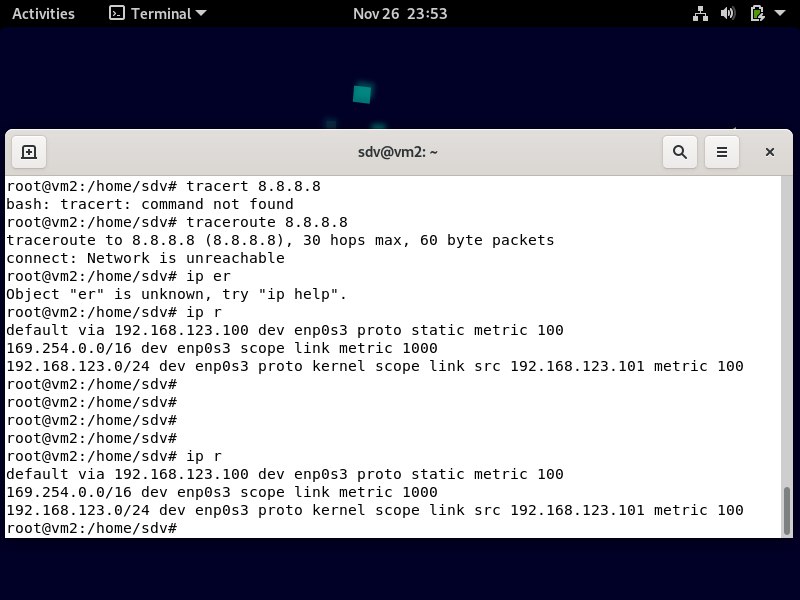 Activities Terminal Nov 26 23:53
sdv@vm2: ~
root@vm2:/home/sdv# tracert 8.8.8.8
bash: tracert: command not found
root@vm2:/home/sdv# traceroute 8.8.8.8
traceroute to 8.8.8.8 (8.8.8.8), 30 hops max, 60 byte packets
connect: Network is unreachable
root@vm2:/home/sdv# ip er
Object "er" is unknown, try "ip help".
root@vm2:/home/sdv# ip r
default via 192.168.123.100 dev enp0s3 proto static metric 100
169.254.0.0/16 dev enp0s3 scope link metric 1000
192.168.123.0/24 dev enp0s3 proto kernel scope link src 192.168.123.101 metric 100
root@vm2:/home/sdv#
root@vm2:/home/sdv#
root@vm2:/home/sdv#
root@vm2:/home/sdv#
root@vm2:/home/sdv# ip r
default via 192.168.123.100 dev enp0s3 proto static metric 100
169.254.0.0/16 dev enp0s3 scope link metric 1000
192.168.123.0/24 dev enp0s3 proto kernel scope link src 192.168.123.101 metric 100
root@vm2:/home/sdv#